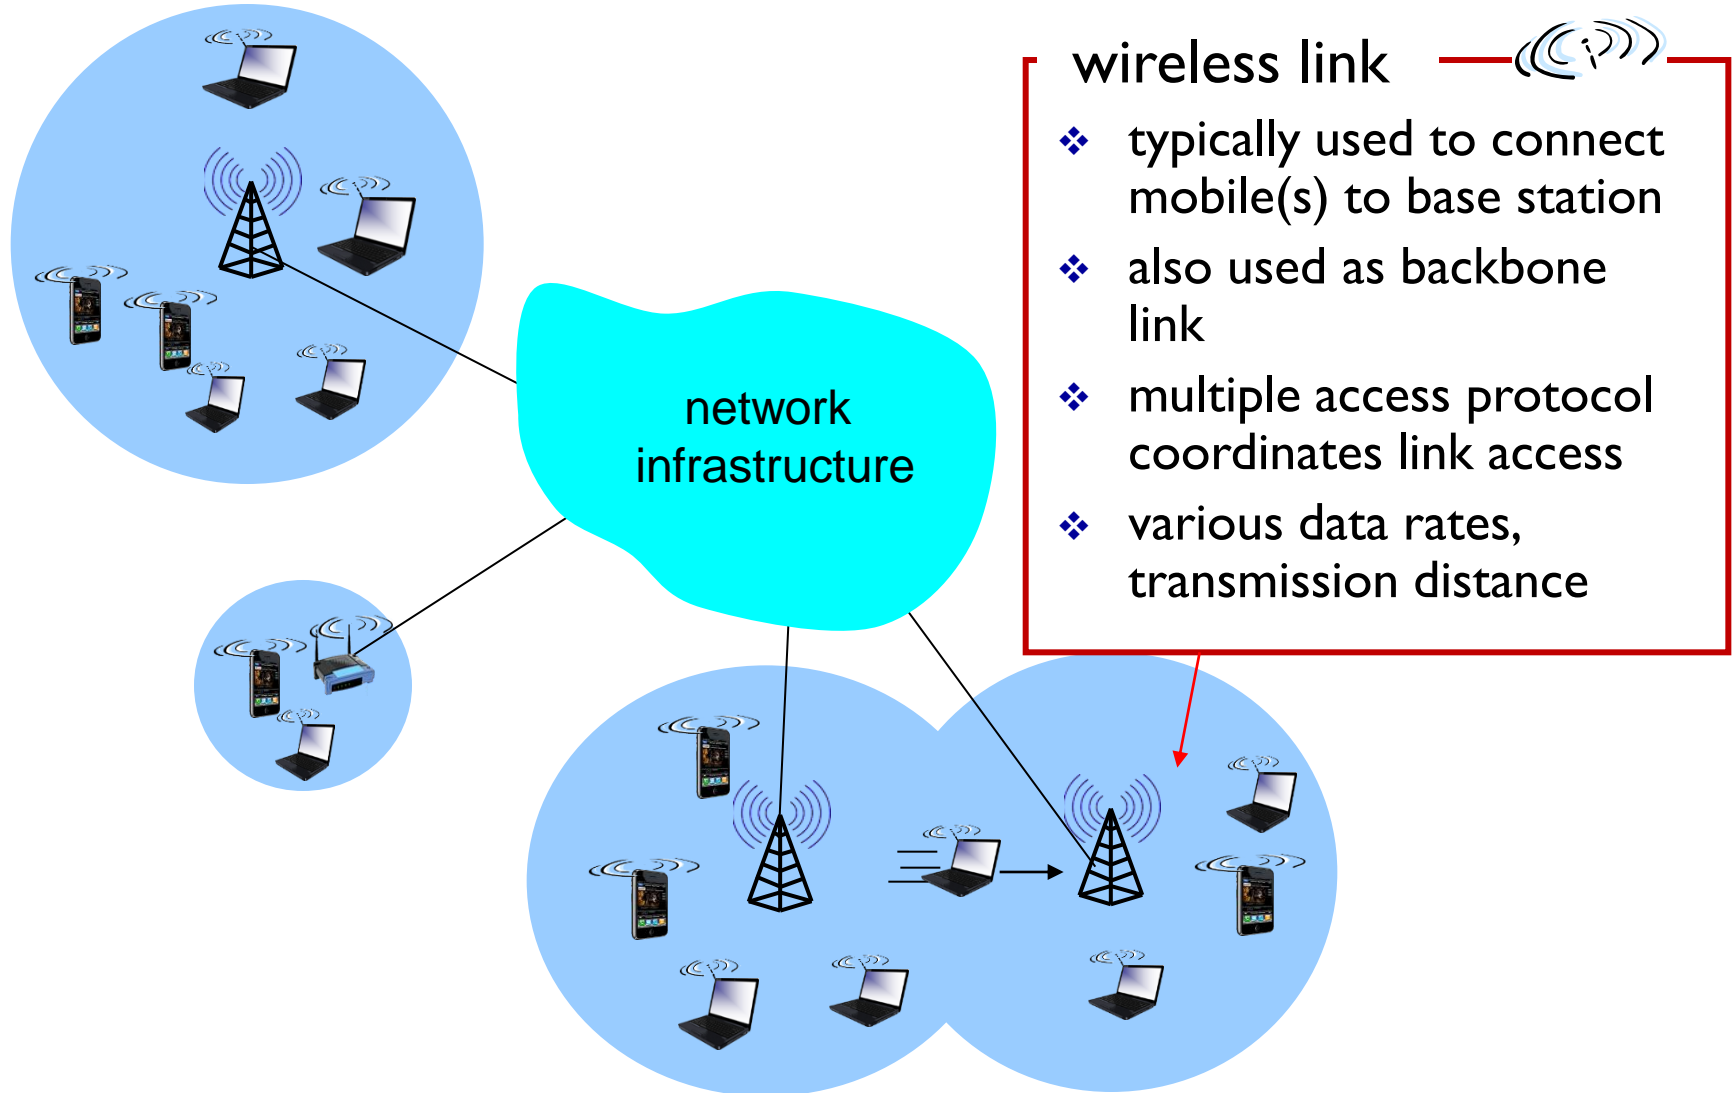 wireless link
❖ typically used to connect
mobile(s) to base station
❖ also used as backbone
link
❖ multiple access protocol
coordinates link access
❖ various data rates,
transmission distance
network
infrastructure